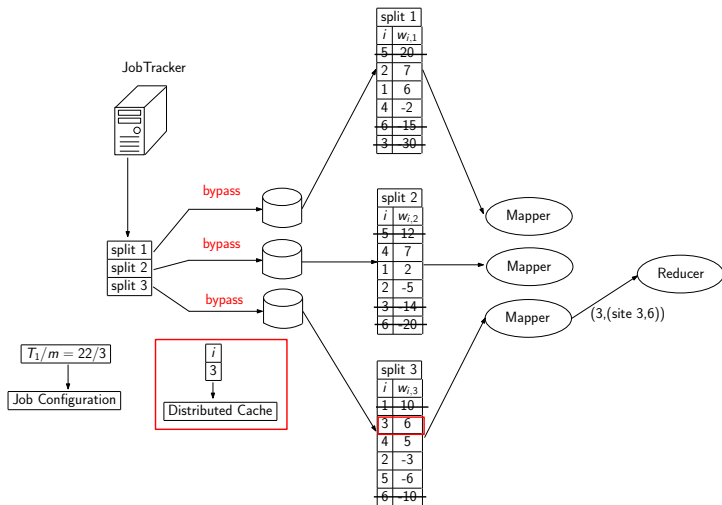 JobTracker
split 1
split 2
split 3
bypass
bypass
bypass
T₁/m = 22/3
Job Configuration
i
3
Distributed Cache
split 1
i wᵢ,₁
5 20
2 7
1 6
4 -2
6 -15
3 -30
split 2
i wᵢ,₂
5 12
4 7
1 2
2 -5
3 -14
6 -20
split 3
i wᵢ,₃
1 10
3 6
4 5
2 -3
5 -6
6 -10
Mapper
Mapper
Mapper
(3,(site 3,6))
Reducer